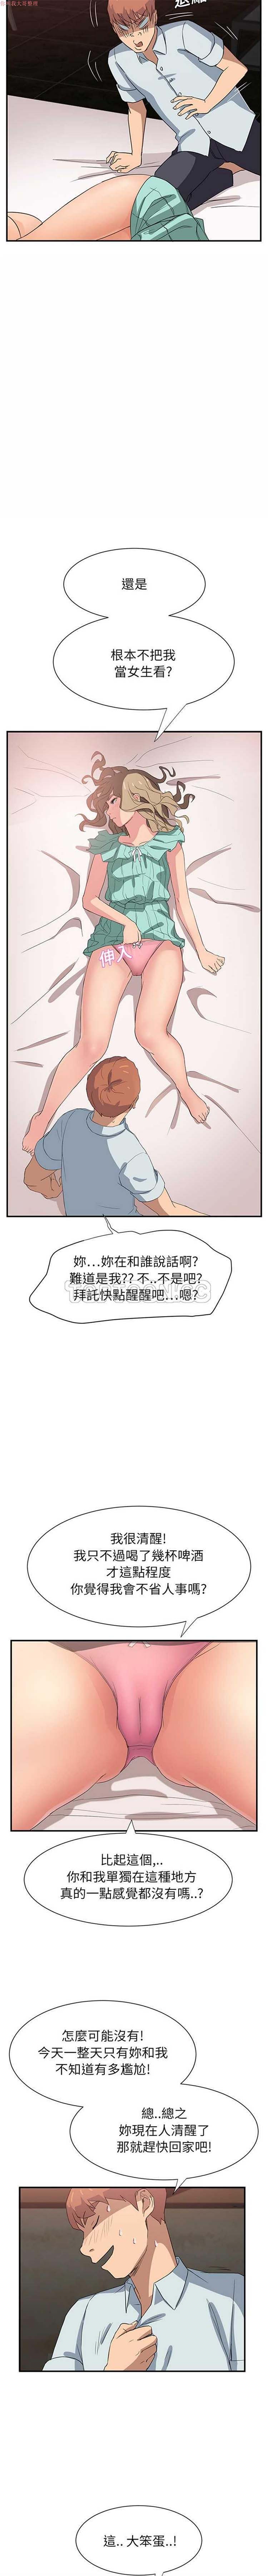 退縮
還是
根本不把我
當女生看?
伸入
妳...妳在和誰說話啊?
難道是我??不..不是吧?
拜託快點醒醒吧...嗯?
TOPTOONCC
我很清醒!
我只不過喝了幾杯啤酒
才這點程度
你覺得我會不省人事嗎?
比起這個,..
你和我單獨在這種地方
真的一點感覺都沒有嗎..?
怎麼可能沒有!
今天一整天只有妳和我
不知道有多尷尬!
總..總之
妳現在人清醒了
那就趕快回家吧!
這.. 大笨蛋..!